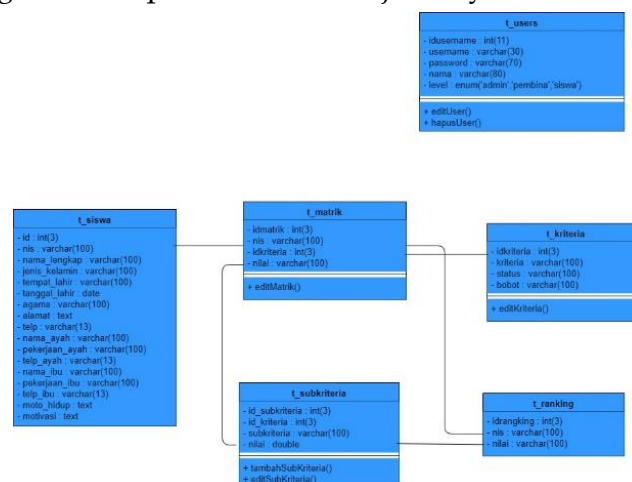 t_users
- idusername : int(11)
- username : varchar(30)
- password : varchar(70)
- nama : varchar(80)
- level : enum('admin','pembina','siswa')
+ editUser()
+ hapusUser()
t_siswa
- id : int(3)
- nis : varchar(100)
- nama_lengkap : varchar(100)
- jenis_kelamin : varchar(100)
- tempat_lahir : varchar(100)
- tanggal_lahir : date
- agama : varchar(100)
- alamat : text
- telp : varchar(13)
- nama_ayah : varchar(100)
- pekerjaan_ayah : varchar(100)
- telp_ayah : varchar(13)
- nama_ibu : varchar(100)
- pekerjaan_ibu : varchar(100)
- telp_ibu : varchar(13)
- moto_hidup : text
- motivasi : text
t_matrik
- idmatrik : int(3)
- nis : varchar(100)
- idkriteria : int(3)
- nilai : varchar(100)
+ editMatrik()
t_kriteria
- idkriteria : int(3)
- kriteria : varchar(100)
- status : varchar(100)
- bobot : varchar(100)
+ editKriteria()
t_subkriteria
- id_subkriteria : int(3)
- id_kriteria : int(3)
- subkriteria : varchar(100)
- nilai : double
+ tambahSubKriteria()
+ editSubKriteria()
t_ranking
- idrangking : int(3)
- nis : varchar(100)
- nilai : varchar(100)